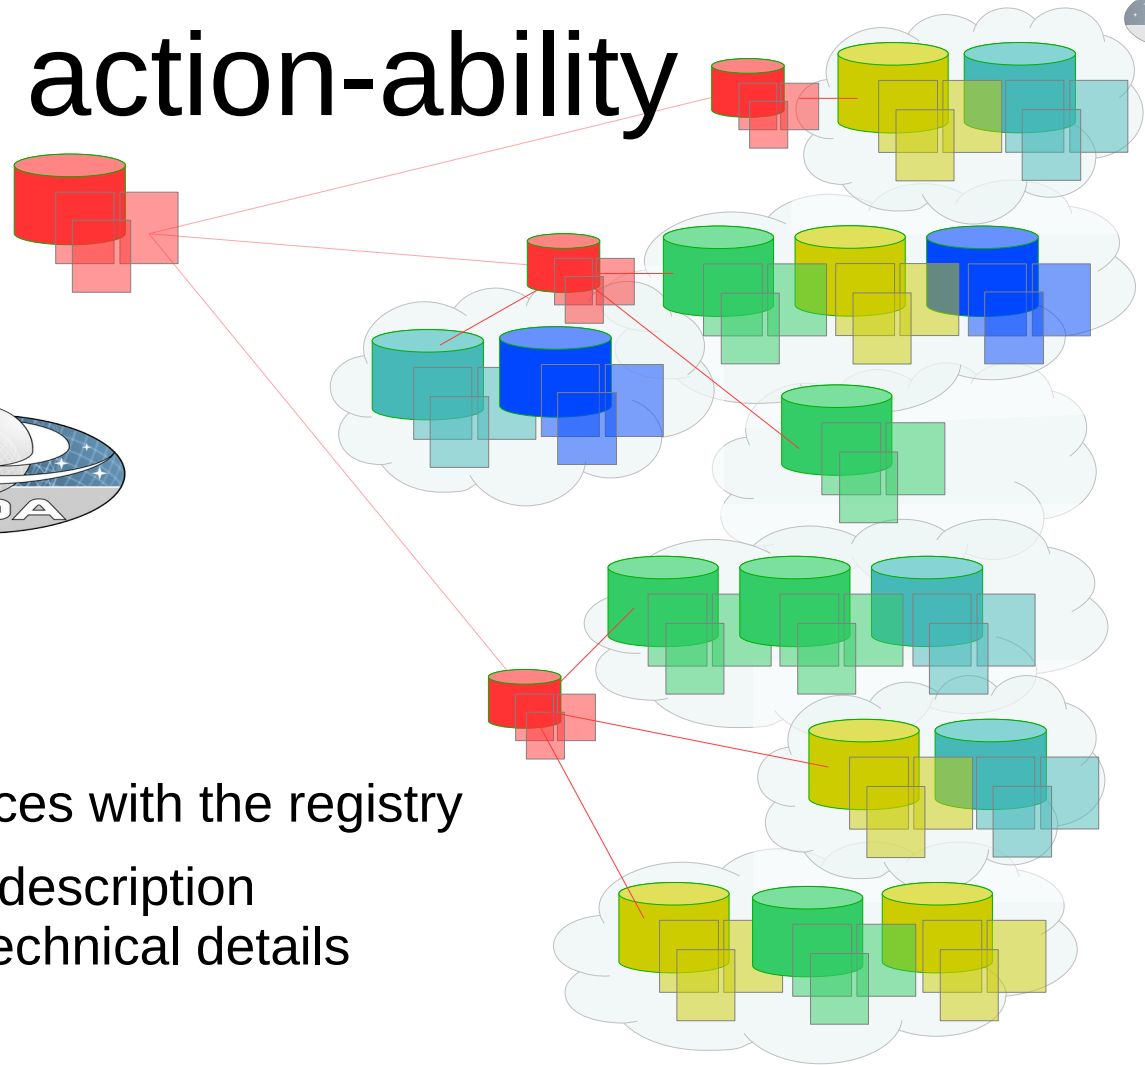 action-ability
ces with the registry
description
echnical details